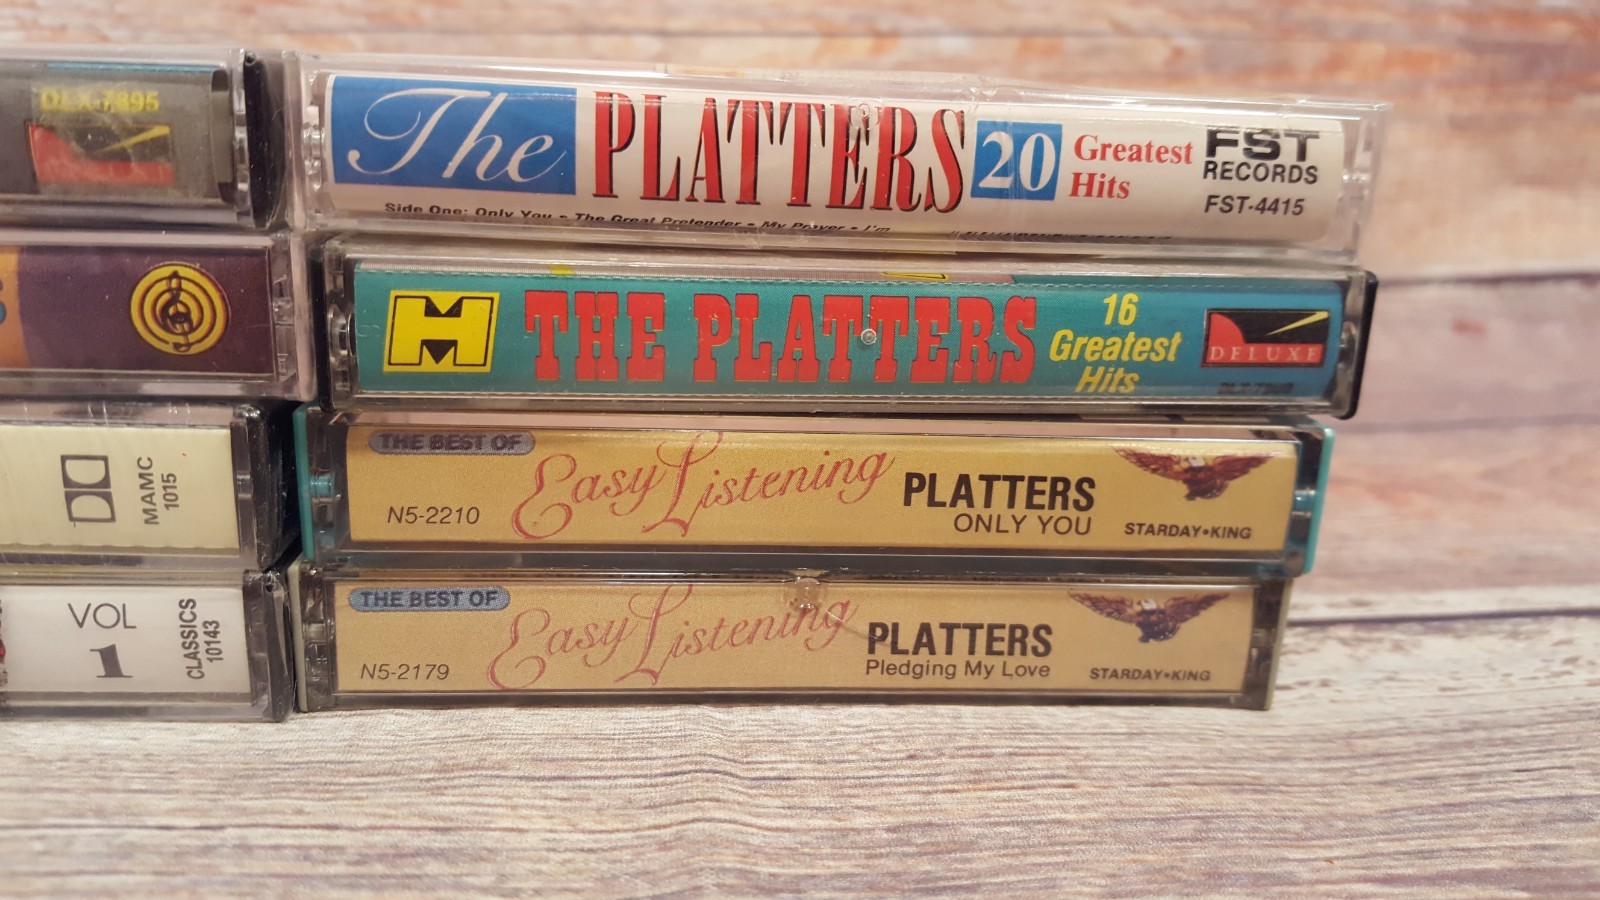 DLX-7895
The PLATTERS 20 Greatest Hits
FST RECORDS
FST-4415
Side One: Only You • The Great Pretender • My Prayer • I'm
H THE PLATTERS 16 Greatest Hits
DELUXE
THE BEST OF
Easy Listening
N5-2210
PLATTERS
ONLY YOU
STARDAY•KING
MAMC
1015
THE BEST OF
Easy Listening
N5-2179
PLATTERS
Pledging My Love
STARDAY•KING
VOL
1
CLASSICS
10143